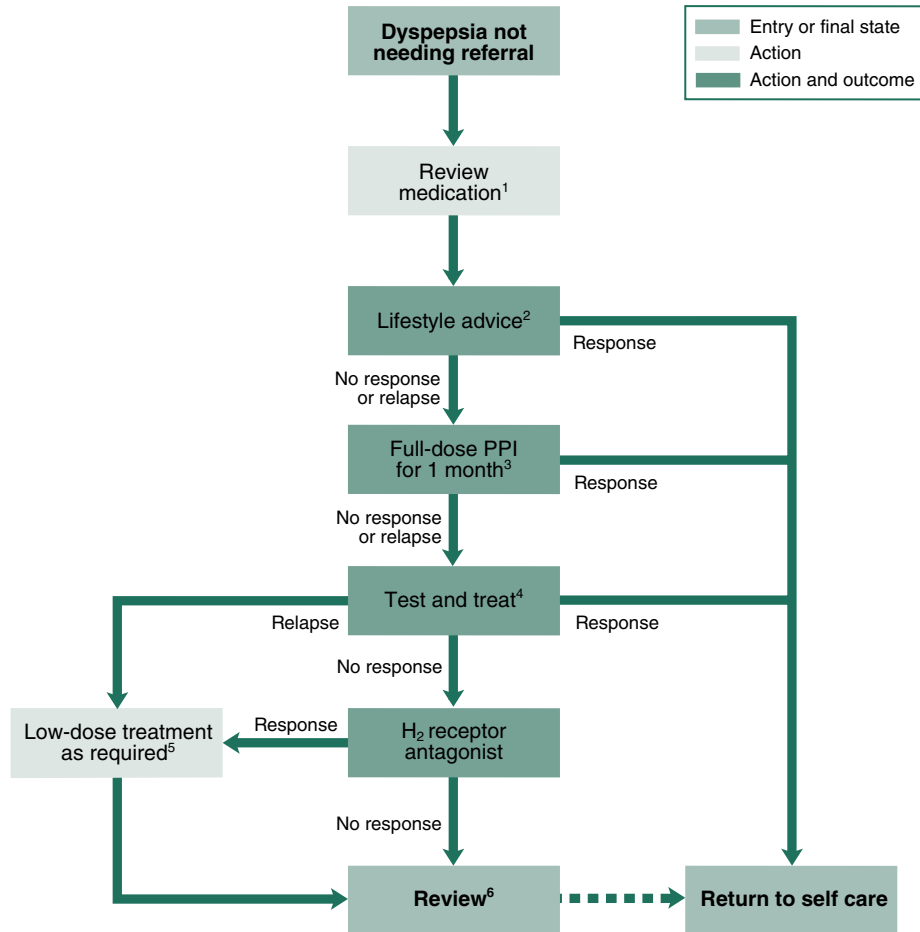 Dyspepsia not
needing referral
Entry or final state
Action
Action and outcome
Review
medication¹
Lifestyle advice²
Response
No response
or relapse
Full-dose PPI
for 1 month³
Response
No response
or relapse
Test and treat⁴
Relapse
Response
No response
Low-dose treatment
as required⁵
Response
H₂ receptor
antagonist
No response
Review⁶
Return to self care